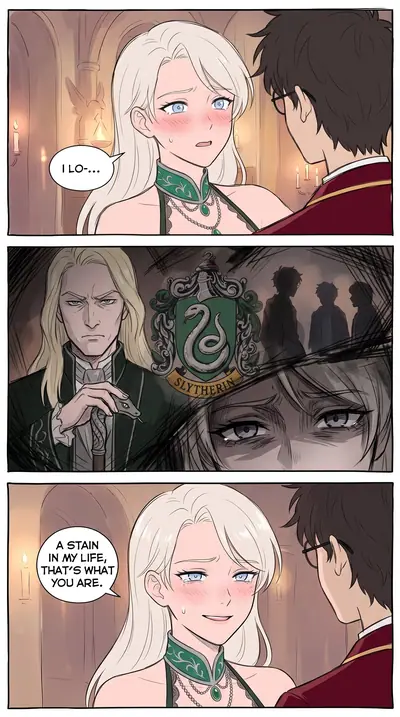 I LO-...
SLYTHERIN
A STAIN
IN MY LIFE,
THAT'S WHAT
YOU ARE.